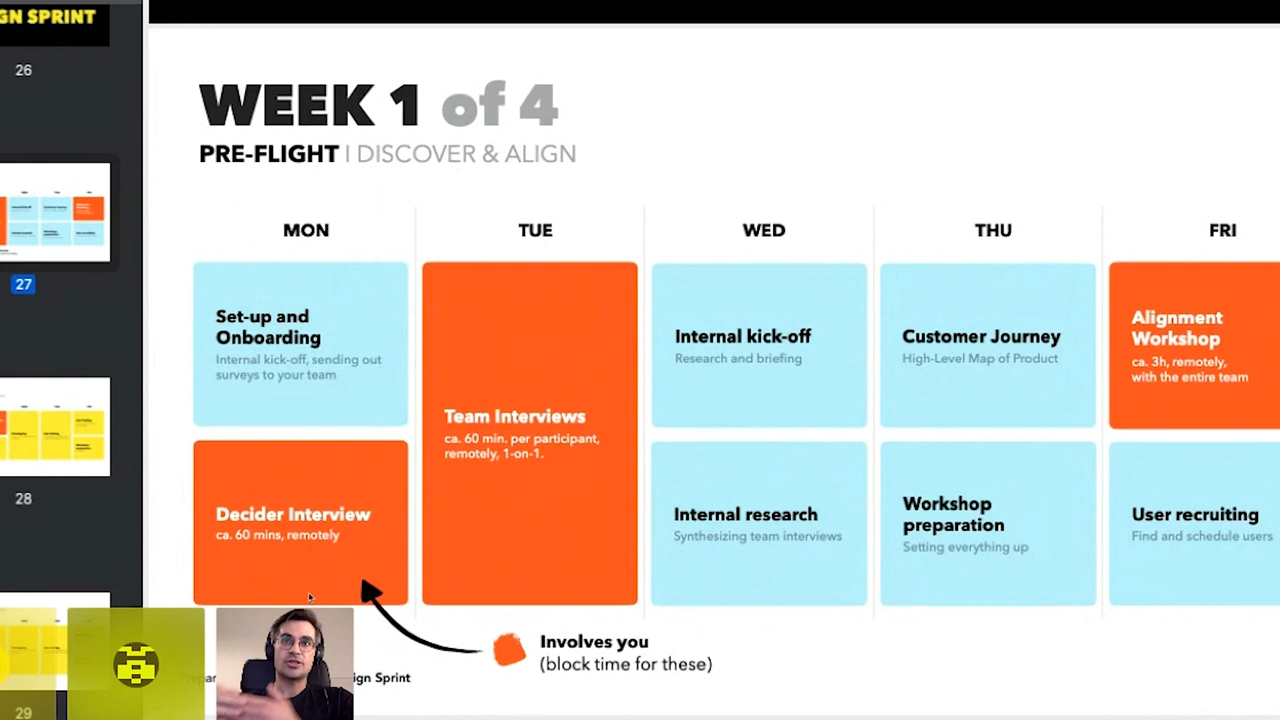 GN SPRINT
26
27
28
29
WEEK 1 of 4
PRE-FLIGHT | DISCOVER & ALIGN
MON
TUE
WED
THU
FRI
Set-up and
Onboarding
Internal kick-off, sending out
surveys to your team
Decider Interview
ca. 60 mins, remotely
Team Interviews
ca. 60 min. per participant,
remotely, 1-on-1.
Internal kick-off
Research and briefing
Internal research
Synthesizing team interviews
Customer Journey
High-Level Map of Product
Workshop
preparation
Setting everything up
Alignment
Workshop
ca. 3h, remotely,
with the entire team
User recruiting
Find and schedule users
Involves you
(block time for these)
ign Sprint